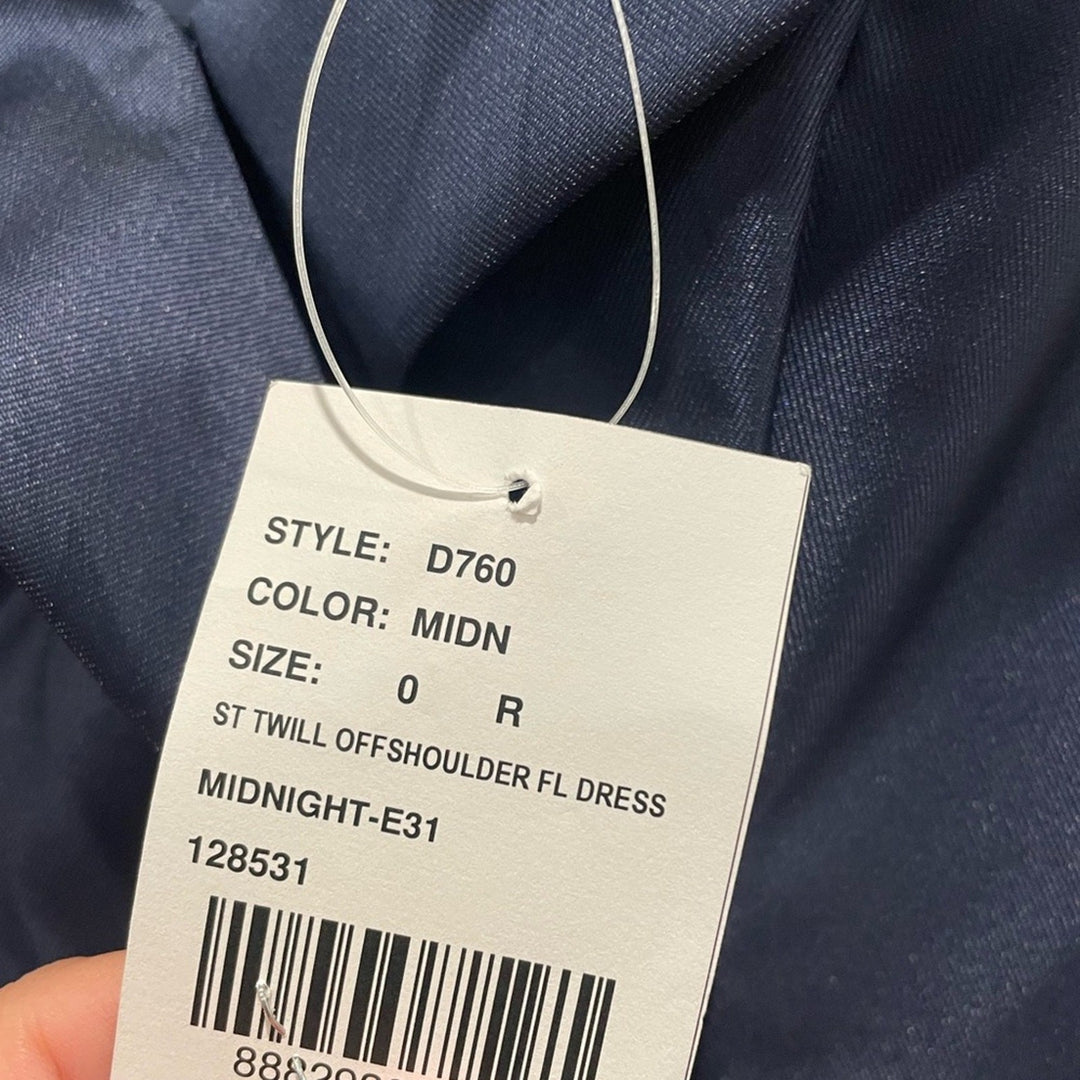 STYLE: D760
COLOR: MIDN
SIZE: 0 R
ST TWILL OFFSHOULDER FL DRESS
MIDNIGHT-E31
128531